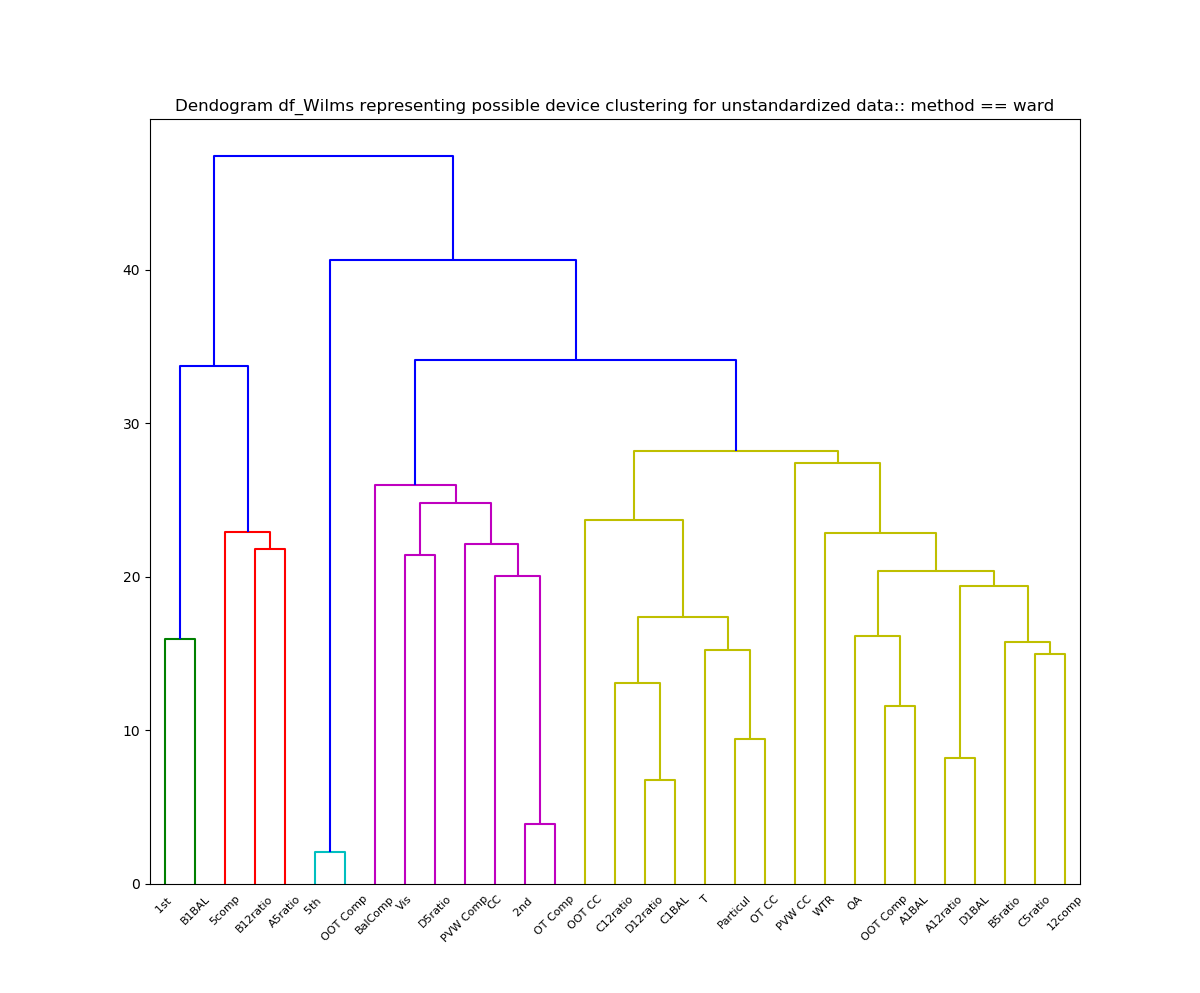 Dendogram df_Wilms representing possible device clustering for unstandardized data:: method == ward
40
30
20
10
0
1st
B1BAL
5comp
B12ratio
A5ratio
5th
OOT Comp
BalComp
Vis
D5ratio
PVW Comp
CC
2nd
OT Comp
OOT CC
C12ratio
D12ratio
C1BAL
T
Particul
OT CC
PVW CC
WTR
OA
OOT Comp
A1BAL
A12ratio
D1BAL
B5ratio
C5ratio
12comp